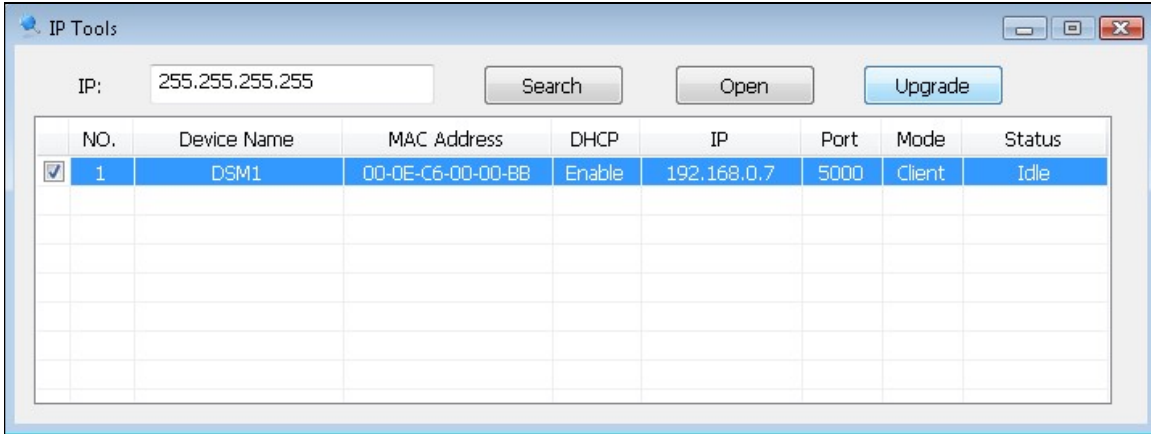 IP Tools
IP: 255.255.255.255 Search Open Upgrade
NO. Device Name MAC Address DHCP IP Port Mode Status
1 DSM1 00-0E-C6-00-00-BB Enable 192.168.0.7 5000 Client Idle